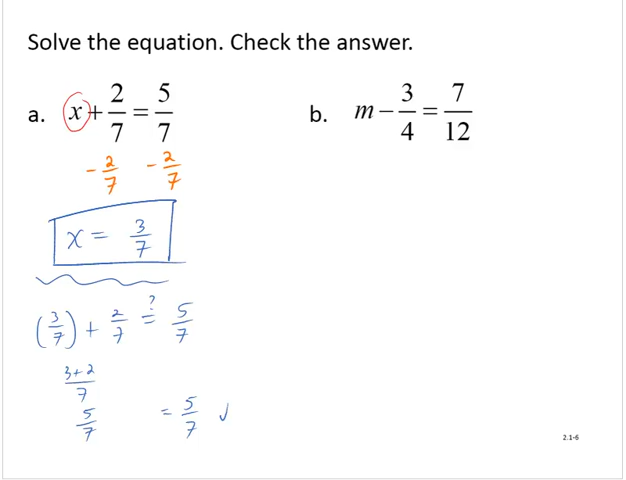 Solve the equation. Check the answer.
a. x + 2/7 = 5/7
b. m − 3/4 = 7/12
− 2/7 − 2/7
x = 3/7
(3/7) + 2/7 ≟ 5/7
3+2/7
5/7 = 5/7 ✓
2.1-6